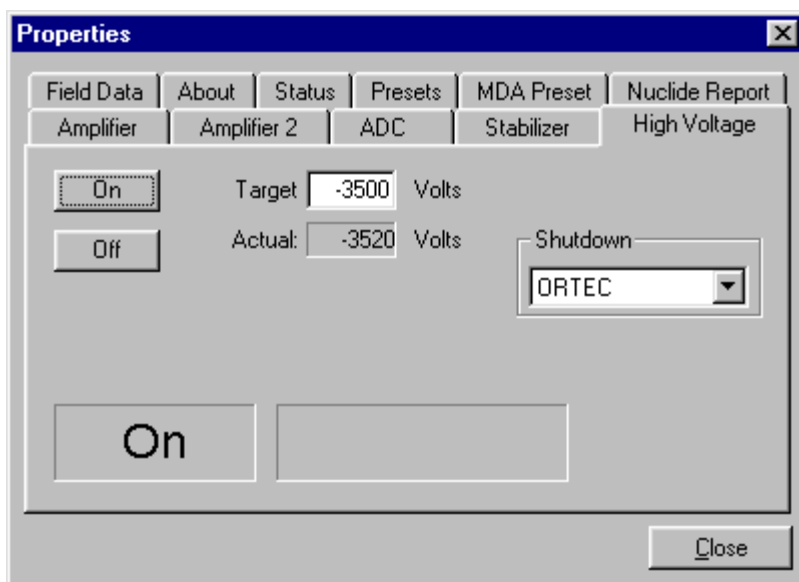 Properties
Field Data About Status Presets MDA Preset Nuclide Report
Amplifier Amplifier 2 ADC Stabilizer High Voltage
On Target -3500 Volts
Off Actual: -3520 Volts
Shutdown
ORTEC
On
Close